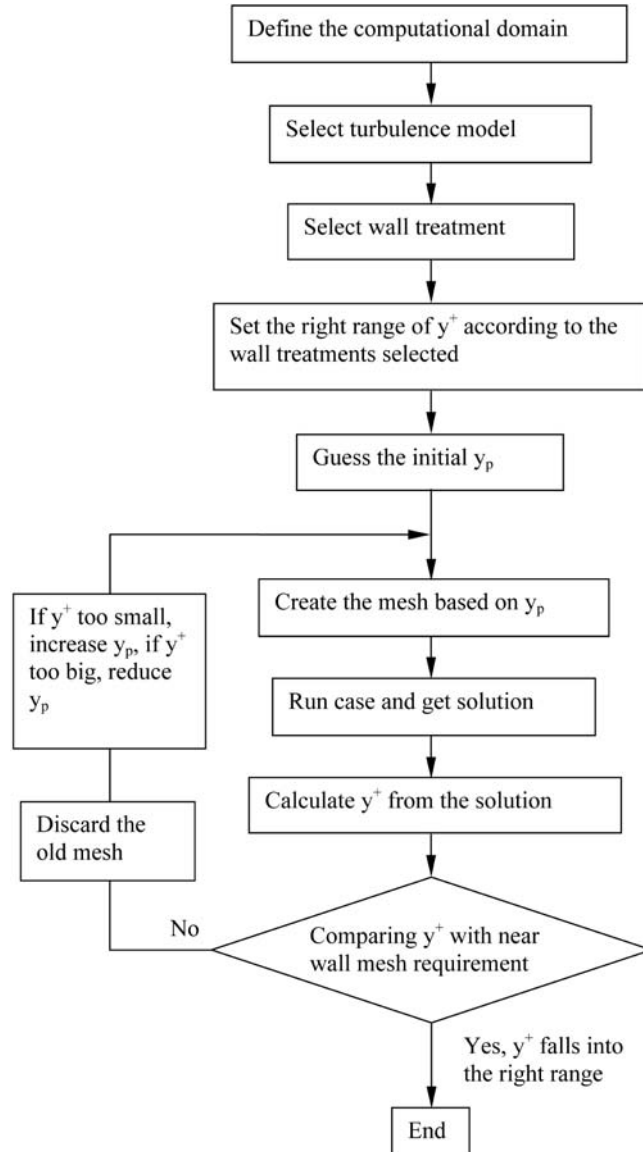 Define the computational domain
Select turbulence model
Select wall treatment
Set the right range of y⁺ according to the
wall treatments selected
Guess the initial yₚ
Create the mesh based on yₚ
Run case and get solution
Calculate y⁺ from the solution
Comparing y⁺ with near
wall mesh requirement
No
Discard the
old mesh
If y⁺ too small,
increase yₚ, if y⁺
too big, reduce
yₚ
Yes, y⁺ falls into
the right range
End